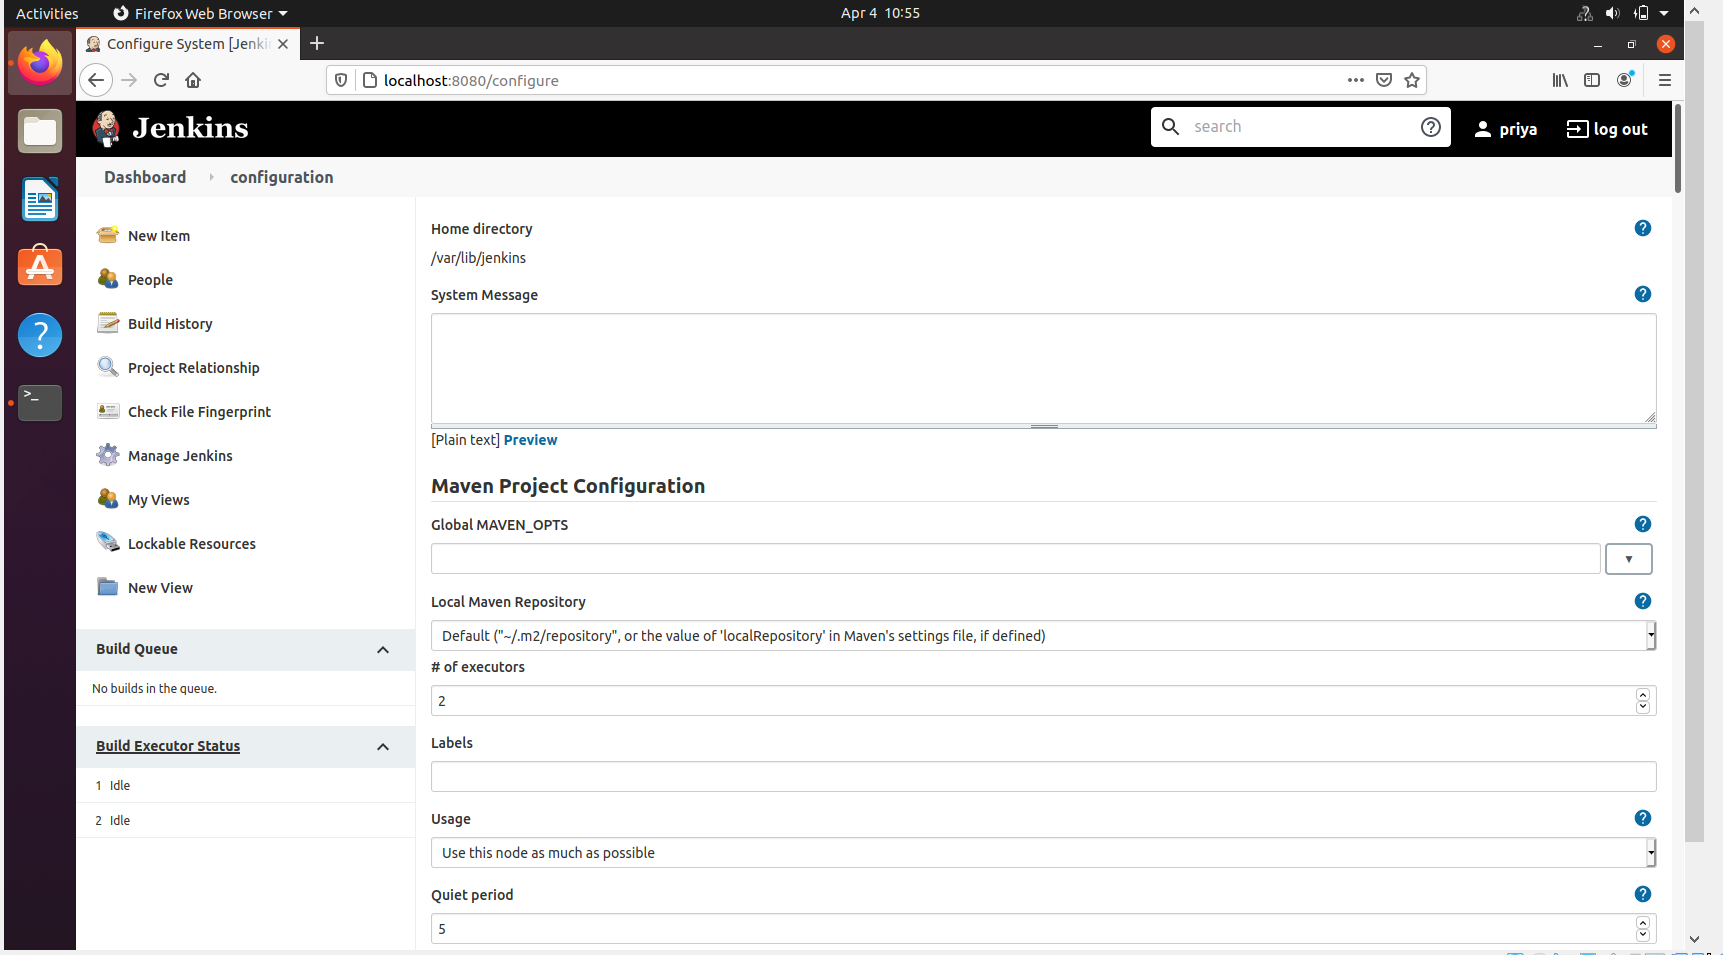 Activities
Firefox Web Browser
Apr 4 10:55
Configure System [Jenki
localhost:8080/configure
Jenkins
search
priya
log out
Dashboard
configuration
New Item
People
Build History
Project Relationship
Check File Fingerprint
Manage Jenkins
My Views
Lockable Resources
New View
Build Queue
No builds in the queue.
Build Executor Status
1 Idle
2 Idle
Home directory
/var/lib/jenkins
System Message
[Plain text] Preview
Maven Project Configuration
Global MAVEN_OPTS
Local Maven Repository
Default ("~/.m2/repository", or the value of 'localRepository' in Maven's settings file, if defined)
# of executors
2
Labels
Usage
Use this node as much as possible
Quiet period
5